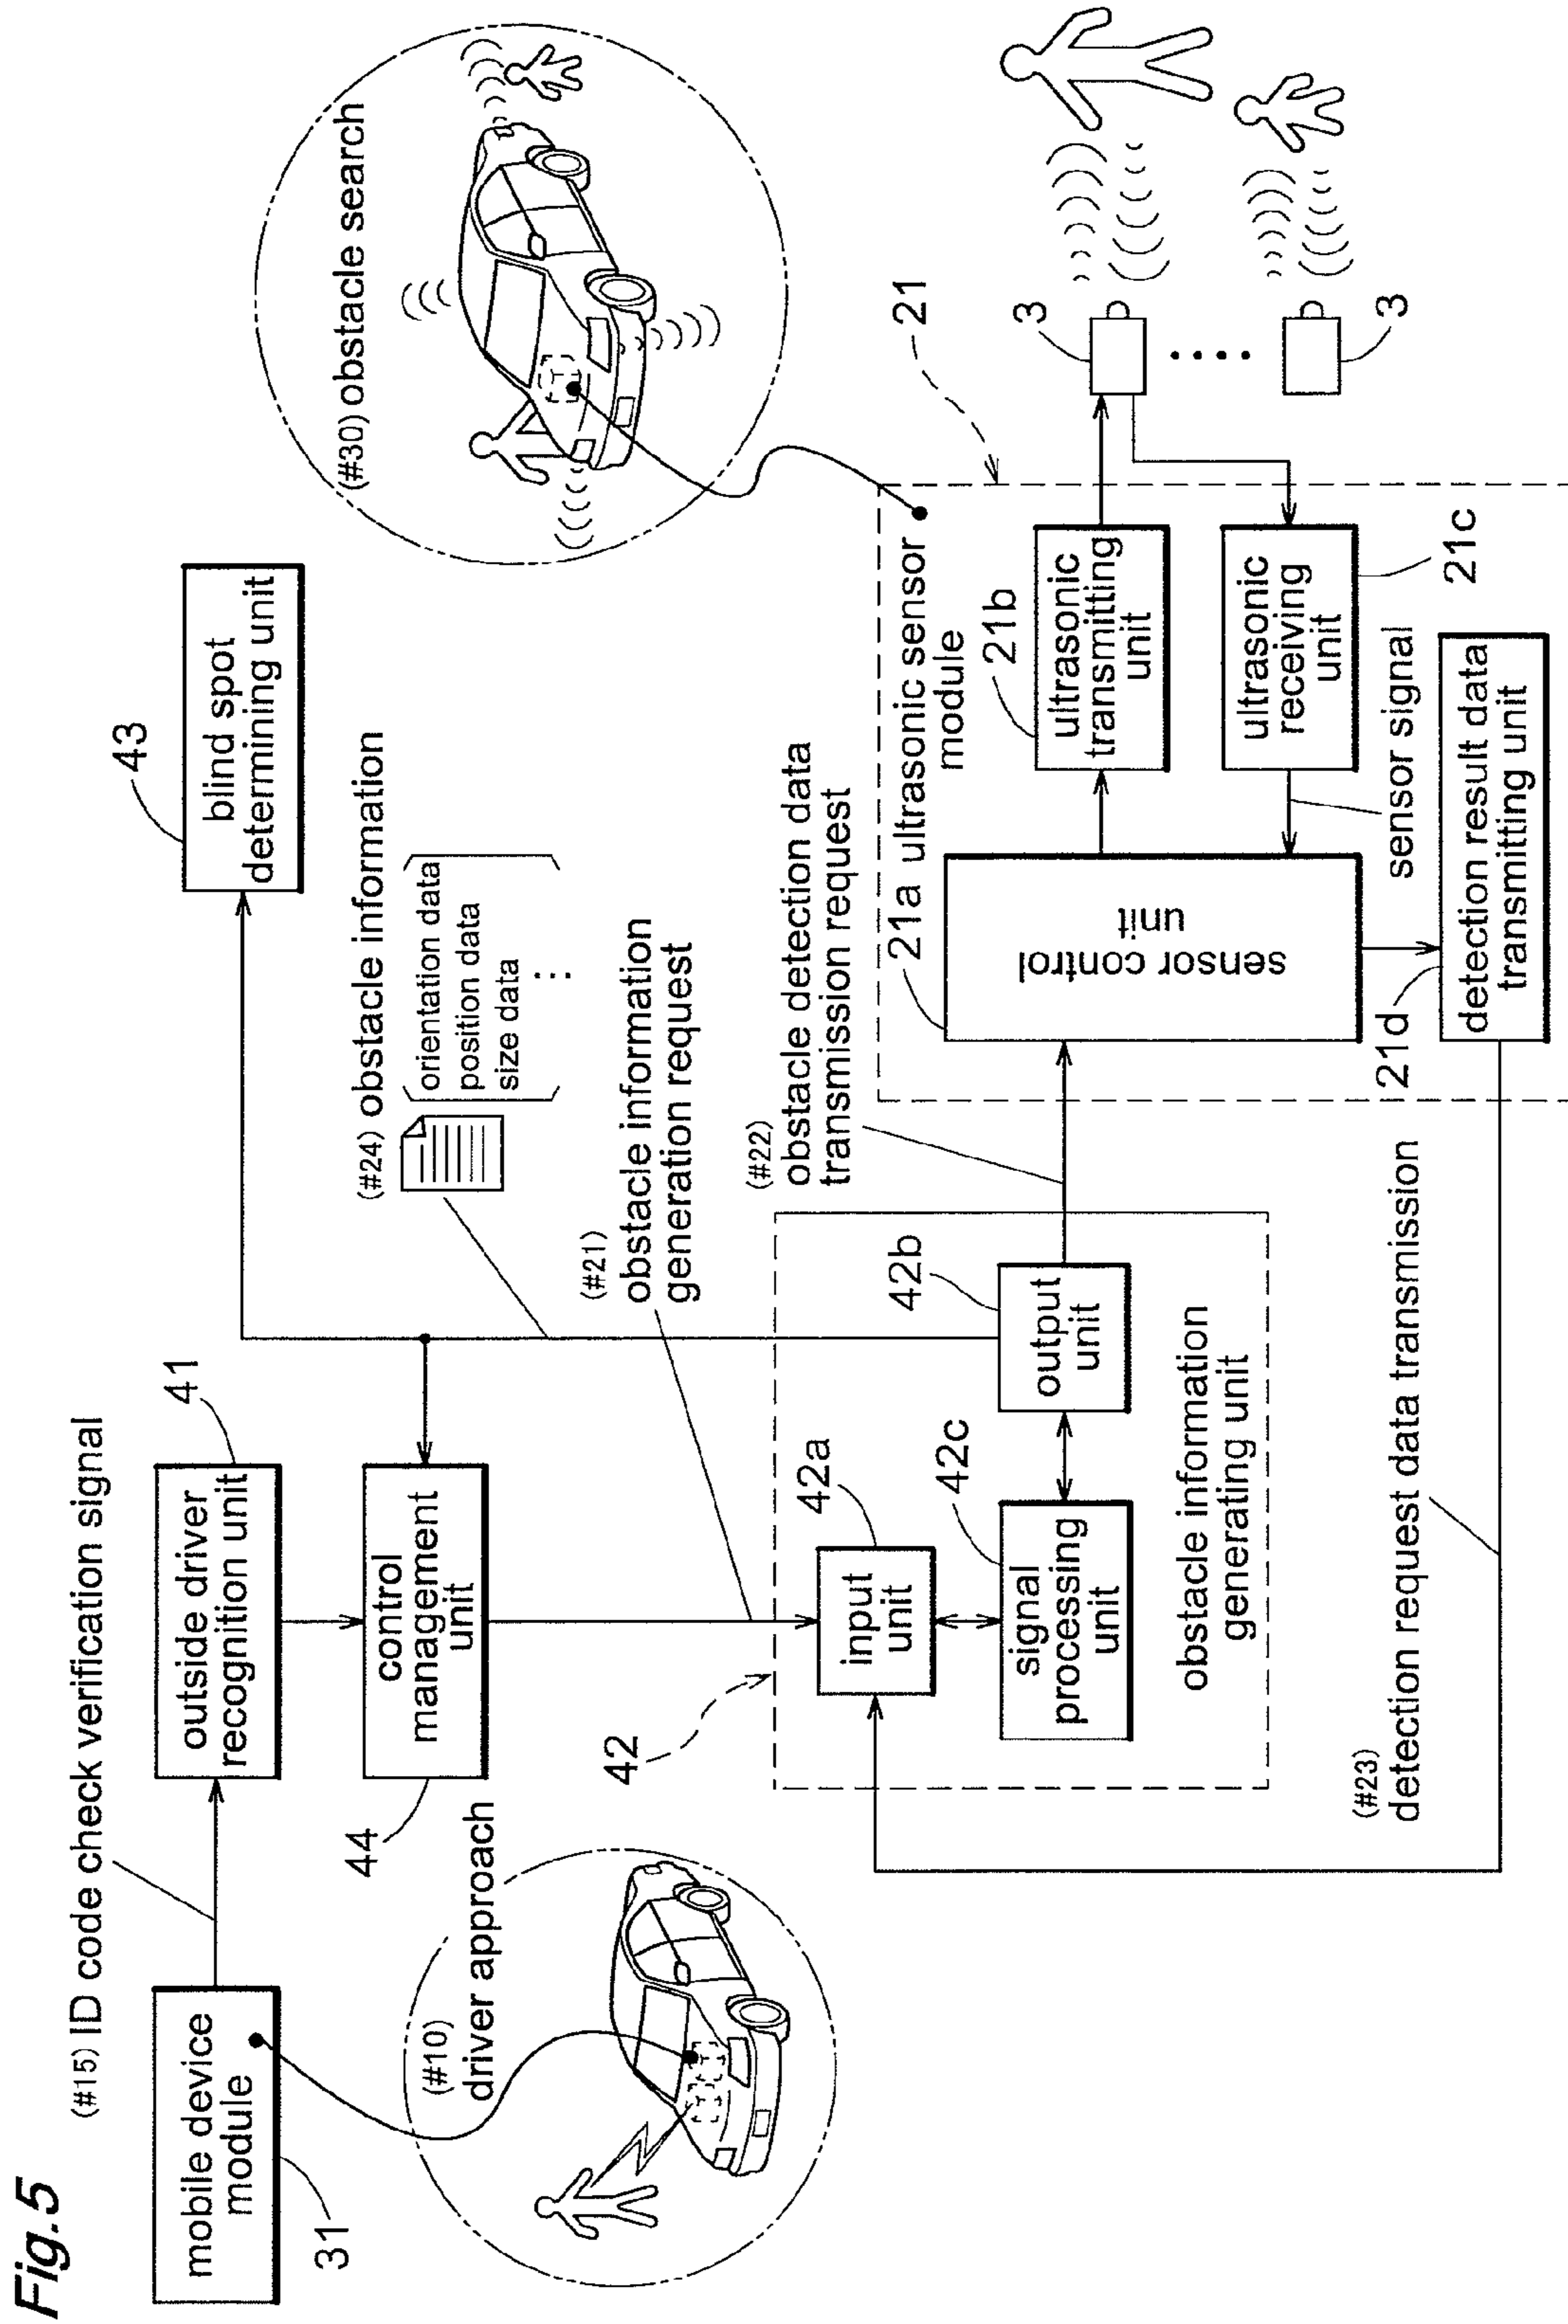 Fig.5
(#15) ID code check verification signal
mobile device
module
31
outside driver
recognition unit
41
control
management
unit
44
(#10)
driver approach
43
blind spot
determining unit
(#24) obstacle information
orientation data
position data
size data
(#21)
obstacle information
generation request
(#30) obstacle search
42
input
unit
42a
signal
processing
unit
42c
output
unit
42b
obstacle information
generating unit
(#22)
obstacle detection data
transmission request
21
21a
ultrasonic sensor
module
sensor control
unit
21b
ultrasonic
transmitting
unit
ultrasonic
receiving
unit
21c
sensor signal
21d
detection result data
transmitting unit
3
3
(#23)
detection request data transmission